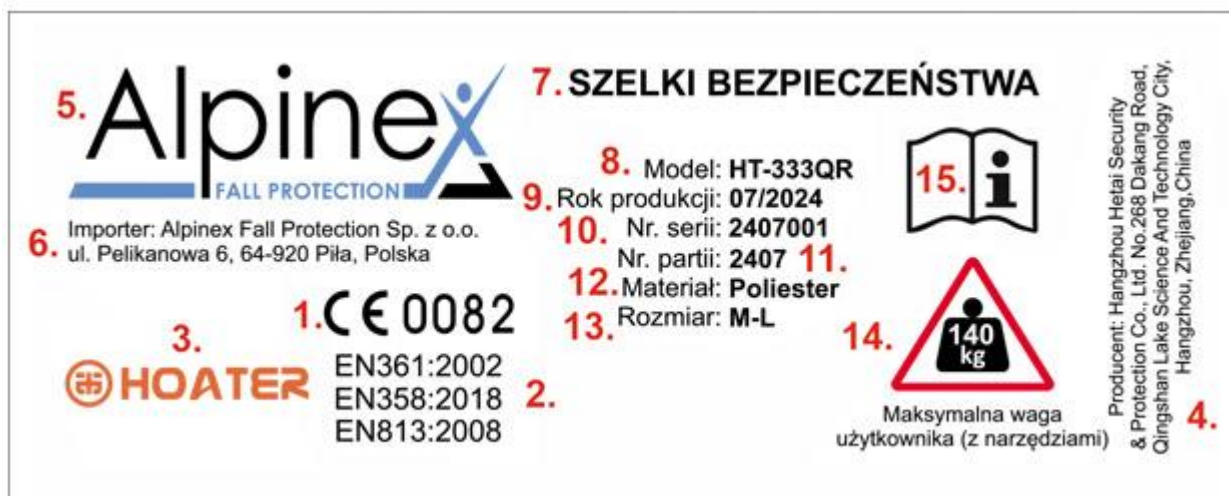 5. Alpinex
FALL PROTECTION
6. Importer: Alpinex Fall Protection Sp. z o.o.
ul. Pelikanowa 6, 64-920 Piła, Polska
1. CE 0082
3. HOATER
EN361:2002
EN358:2018 2.
EN813:2008
7. SZELKI BEZPIECZEŃSTWA
8. Model: HT-333QR
9. Rok produkcji: 07/2024
10. Nr. serii: 2407001
Nr. partii: 2407 11.
12. Materiał: Poliester
13. Rozmiar: M-L
15. i
14. 140
kg
Maksymalna waga
użytkownika (z narzędziami)
Producent: Hangzhou Hetai Security
& Protection Co., Ltd. No.268 Dakang Road,
Qingshan Lake Science And Technology City,
Hangzhou, Zhejiang,China
4.